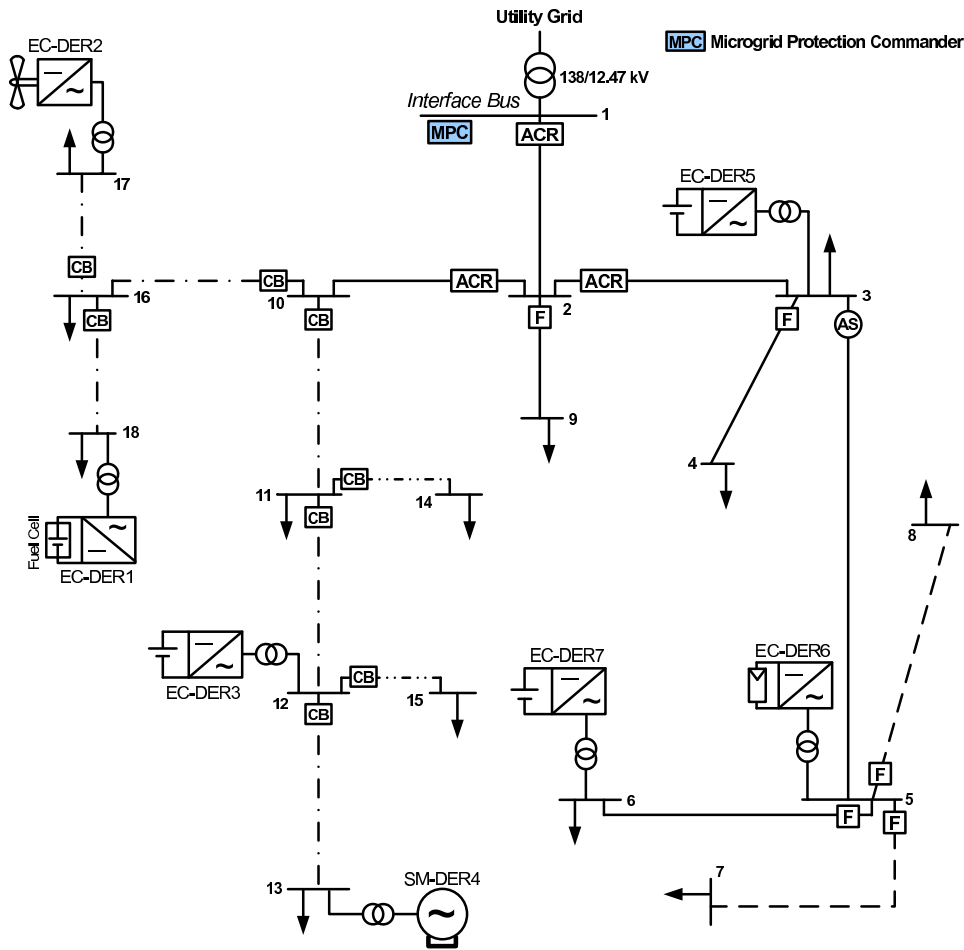 Utility Grid
MPC Microgrid Protection Commander
EC-DER2
138/12.47 kV
Interface Bus
1
MPC
ACR
EC-DER5
17
CB
CB
ACR
ACR
16
10
2
3
CB
CB
F
F
AS
9
18
4
11
CB
14
CB
8
Fuell Cell
EC-DER1
EC-DER3
EC-DER7
EC-DER6
12
CB
15
CB
F
6
5
F
F
7
13
SM-DER4